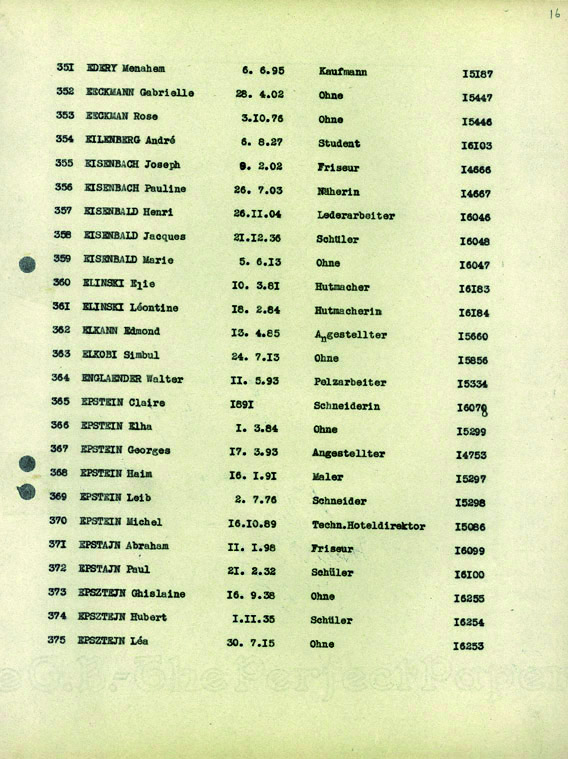 16
351 EDERY Menahem 6. 6.95 Kaufmann I5I87
352 EECKMANN Gabrielle 28. 4.02 Ohne I5447
353 EECKMAN Rose 3.I0.76 Ohne I5446
354 EILENBERG André 6. 8.27 Student I6I03
355 EISENBACH Joseph 9. 2.02 Friseur I4666
356 EISENBACH Pauline 26. 7.03 Näherin I4667
357 EISENBALD Henri 26.II.04 Lederarbeiter I6046
358 EISENBALD Jacques 2I.I2.36 Schüler I6048
359 EISENBALD Marie 5. 6.I3 Ohne I6047
360 ELINSKI Elie I0. 3.8I Hutmacher I6I83
36I ELINSKI Léontine I8. 2.84 Hutmacherin I6I84
362 ELKANN Edmond I3. 4.85 Angestellter I5660
363 ELKOBI Simbul 24. 7.I3 Ohne I5856
364 ENGLAENDER Walter II. 5.93 Pelzarbeiter I5334
365 EPSTEIN Claire I89I Schneiderin I6078
366 EPSTEIN Elha I. 3.84 Ohne I5299
367 EPSTEIN Georges I7. 3.93 Angestellter I4753
368 EPSTEIN Haim I6. I.9I Maler I5297
369 EPSTEIN Leib 2. 7.76 Schneider I5298
370 EPSTEIN Michel I6.I0.89 Techn.Hoteldirektor I5086
37I EPSTAJN Abraham II. I.98 Friseur I6099
372 EPSTAJN Paul 2I. 2.32 Schüler I6I00
373 EPSZTEJN Ghislaine I6. 9.38 Ohne I6255
374 EPSZTEJN Hubert I.II.35 Schüler I6254
375 EPSZTEJN Léa 30. 7.I5 Ohne I6253
The Perfect Paper